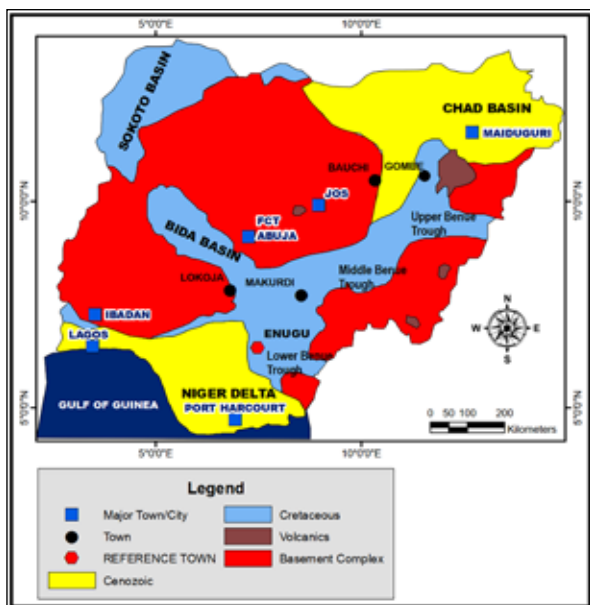 5°0'0"E 10°0'0"E
SOKOTO BASIN
CHAD BASIN
MAIDUGURI
BAUCHI
GOMBE
10°0'0"N
10°0'0"N
JOS
Upper Benue
Trough
FCT
ABUJA
BIDA BASIN
Middle Benue
Trough
LOKOJA
MAKURDI
IBADAN
LAGOS
ENUGU
Lower Benue
Trough
N
W E
S
NIGER DELTA
GULF OF GUINEA
PORT HARCOURT
5°0'0"N
5°0'0"N
0 50 100 200
Kilometers
5°0'0"E 10°0'0"E
Legend
Major Town/City
Town
REFERENCE TOWN
Cenozoic
Cretaceous
Volcanics
Basement Complex